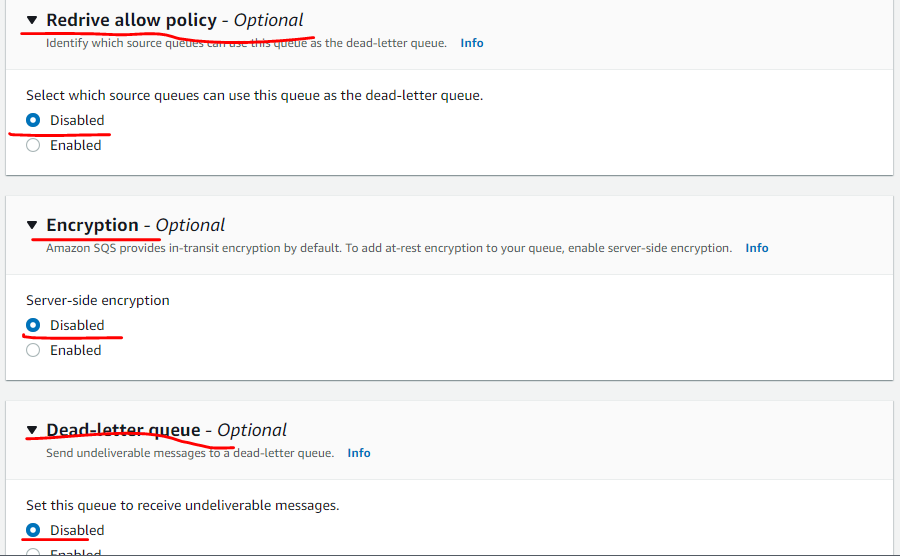 Redrive allow policy - Optional
Identify which source queues can use this queue as the dead-letter queue. Info
Select which source queues can use this queue as the dead-letter queue.
Disabled
Enabled
Encryption - Optional
Amazon SQS provides in-transit encryption by default. To add at-rest encryption to your queue, enable server-side encryption. Info
Server-side encryption
Disabled
Enabled
Dead-letter queue - Optional
Send undeliverable messages to a dead-letter queue. Info
Set this queue to receive undeliverable messages.
Disabled
Enabled